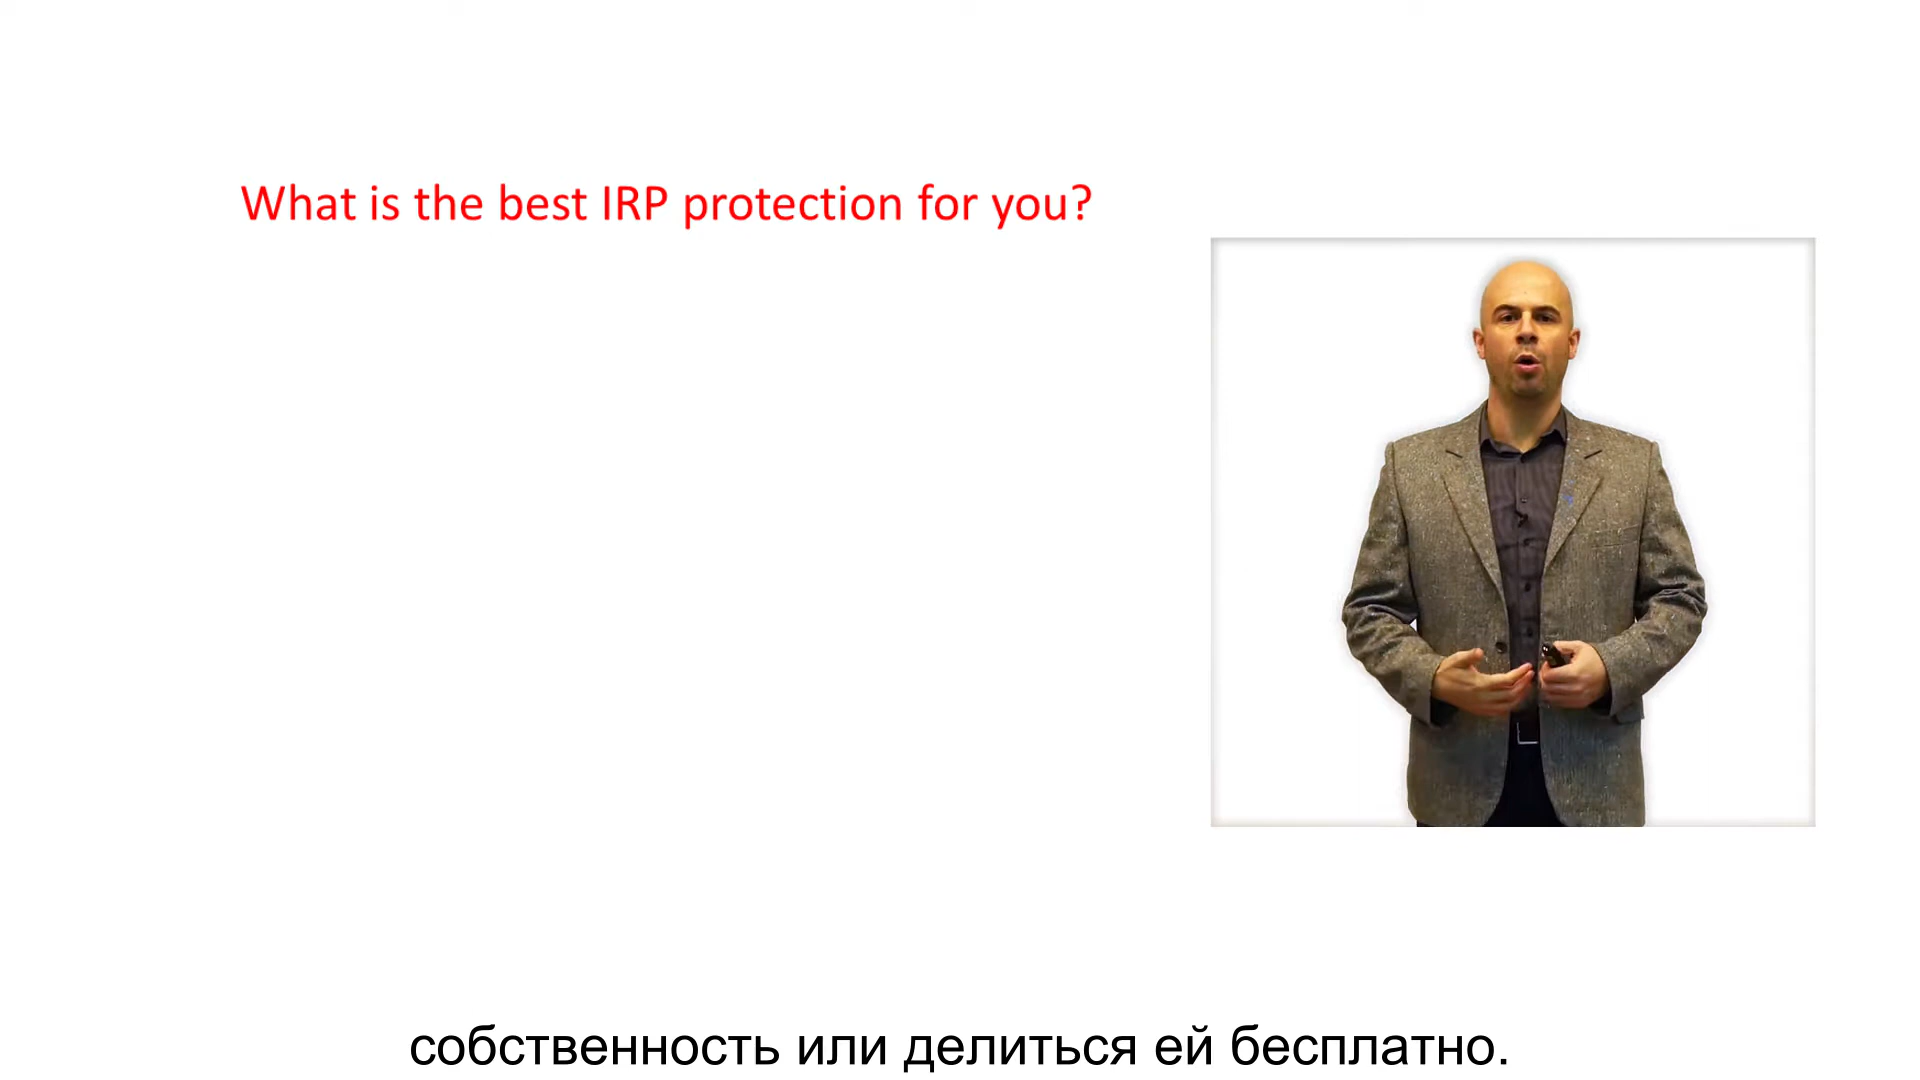 What is the best IRP protection for you?
собственность или делиться ей бесплатно.